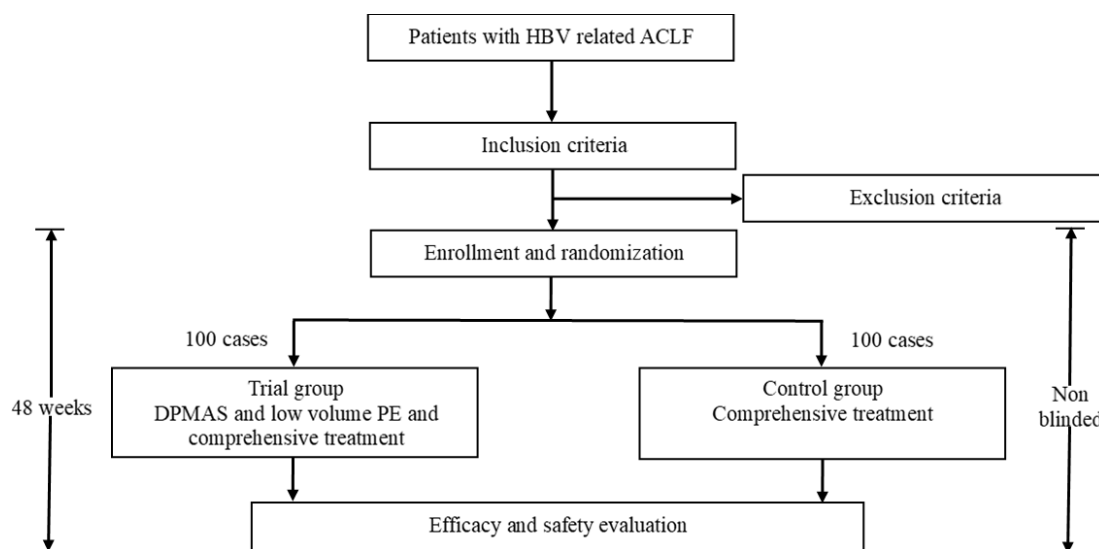 Patients with HBV related ACLF
Inclusion criteria
Exclusion criteria
Enrollment and randomization
100 cases
100 cases
Trial group
DPMAS and low volume PE and
comprehensive treatment
Control group
Comprehensive treatment
48 weeks
Non
blinded
Efficacy and safety evaluation